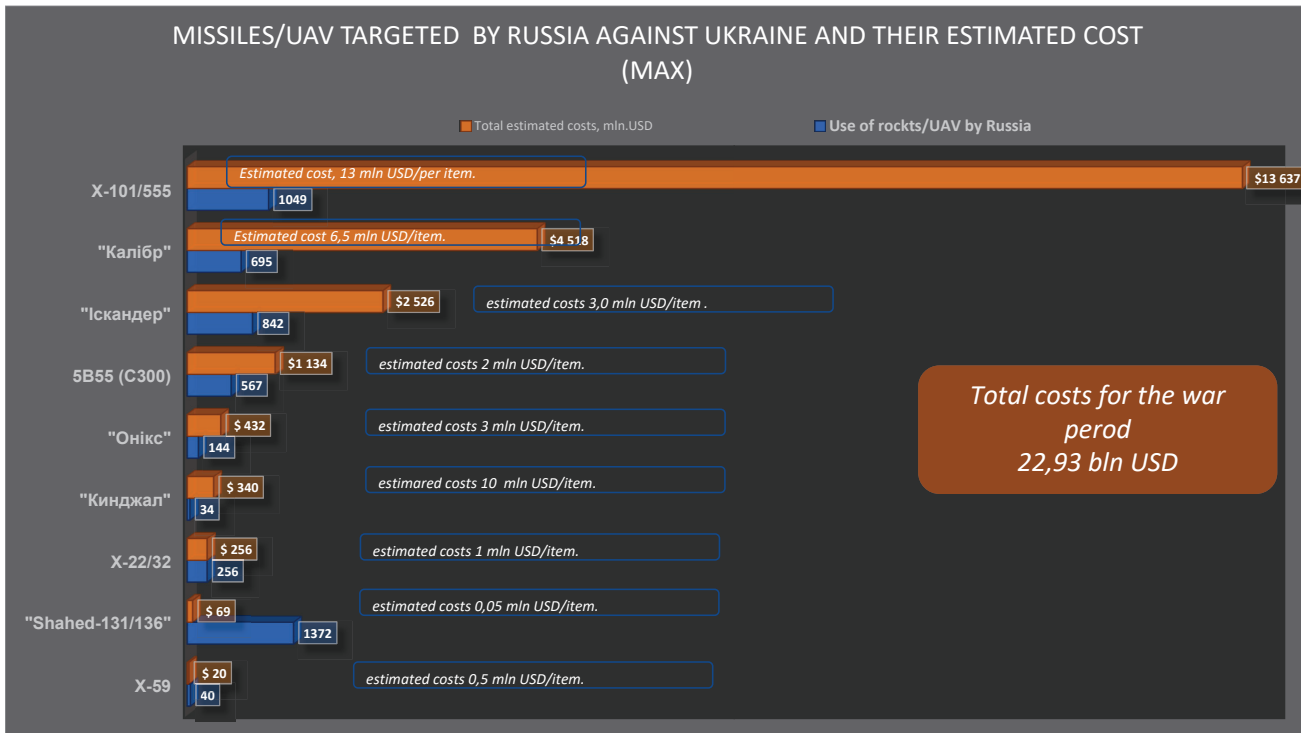 MISSILES/UAV TARGETED BY RUSSIA AGAINST UKRAINE AND THEIR ESTIMATED COST
(MAX)
Total estimated costs, mln.USD
Use of rockts/UAV by Russia
X-101/555
Estimated cost, 13 mln USD/per item.
$13 637
1049
"Калібр"
Estimated cost 6,5 mln USD/item.
$4 518
695
"Іскандер"
$2 526
estimated costs 3,0 mln USD/item .
842
5B55 (C300)
$1 134
estimated costs 2 mln USD/item.
567
"Онікс"
$ 432
estimated costs 3 mln USD/item.
144
"Кинджал"
$ 340
estimared costs 10 mln USD/item.
34
X-22/32
$ 256
estimated costs 1 mln USD/item.
256
"Shahed-131/136"
$ 69
estimated costs 0,05 mln USD/item.
1372
X-59
$ 20
estimated costs 0,5 mln USD/item.
40
Total costs for the war
perod
22,93 bln USD